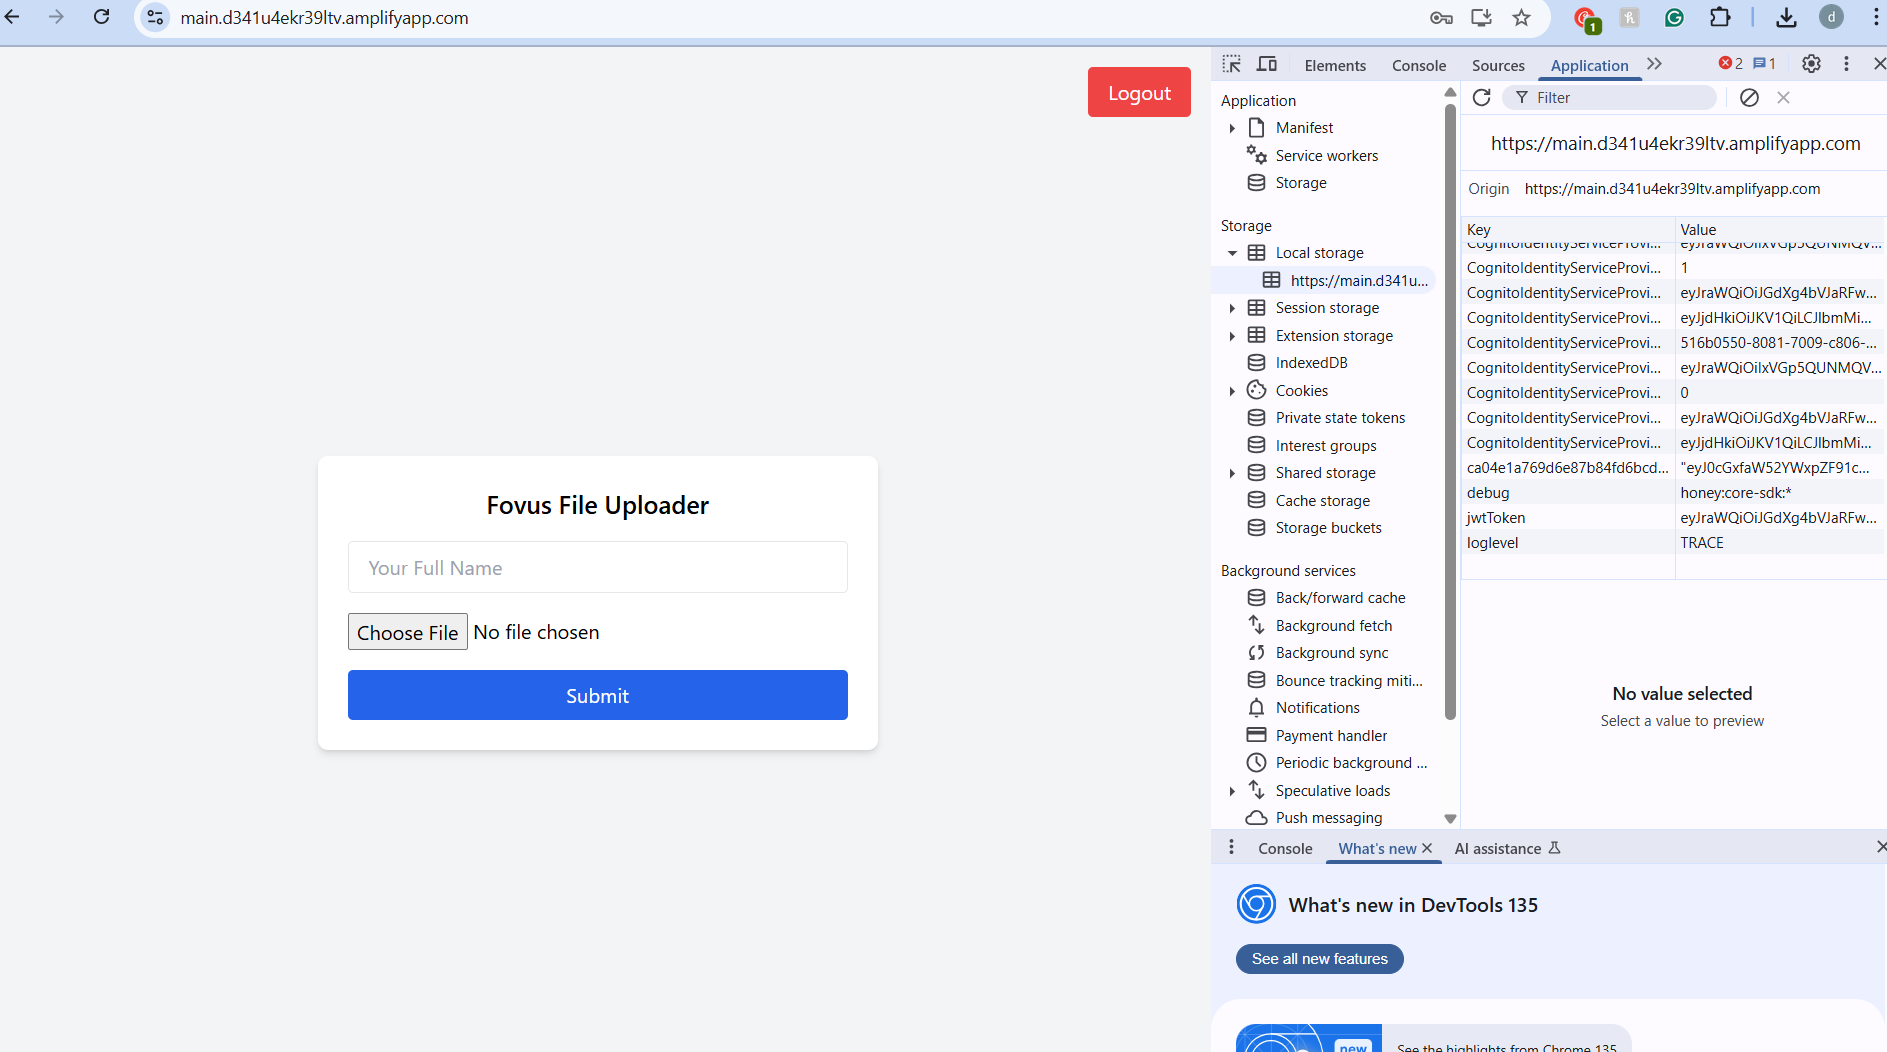 main.d341u4ekr39ltv.amplifyapp.com
1
d
Logout
Fovus File Uploader
Your Full Name
Choose File No file chosen
Submit
Elements Console Sources Application 2 1
Application
Manifest
Service workers
Storage
Storage
Local storage
https://main.d341u...
Session storage
Extension storage
IndexedDB
Cookies
Private state tokens
Interest groups
Shared storage
Cache storage
Storage buckets
Background services
Back/forward cache
Background fetch
Background sync
Bounce tracking miti...
Notifications
Payment handler
Periodic background ...
Speculative loads
Push messaging
Filter
https://main.d341u4ekr39ltv.amplifyapp.com
Origin https://main.d341u4ekr39ltv.amplifyapp.com
Key Value
CognitoIdentityServiceProvi... eyJraWQiOiIxVGp5QUNMQV...
CognitoIdentityServiceProvi... 1
CognitoIdentityServiceProvi... eyJraWQiOiJGdXg4bVJaRFw...
CognitoIdentityServiceProvi... eyJjdHkiOiJKV1QiLCJlbmMi...
CognitoIdentityServiceProvi... 516b0550-8081-7009-c806-...
CognitoIdentityServiceProvi... eyJraWQiOiIxVGp5QUNMQV...
CognitoIdentityServiceProvi... 0
CognitoIdentityServiceProvi... eyJraWQiOiJGdXg4bVJaRFw...
CognitoIdentityServiceProvi... eyJjdHkiOiJKV1QiLCJlbmMi...
ca04e1a769d6e87b84fd6bcd... "eyJ0cGxfaW52YWxpZF91c...
debug honey:core-sdk:*
jwtToken eyJraWQiOiJGdXg4bVJaRFw...
loglevel TRACE
No value selected
Select a value to preview
Console What's new AI assistance
What's new in DevTools 135
See all new features
new
See the highlights from Chrome 135